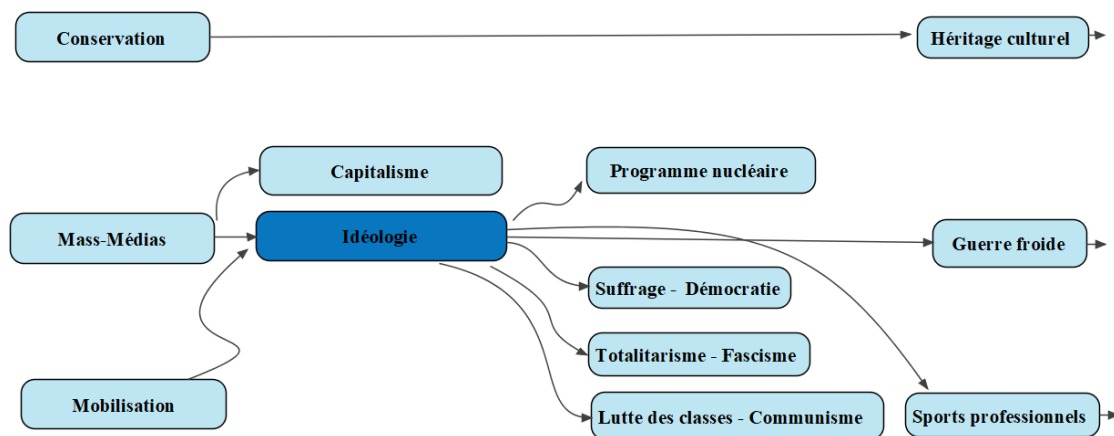 Conservation
Héritage culturel
Capitalisme
Programme nucléaire
Mass-Médias
Idéologie
Guerre froide
Suffrage -  Démocratie
Totalitarisme - Fascisme
Mobilisation
Lutte des classes - Communisme
Sports professionnels